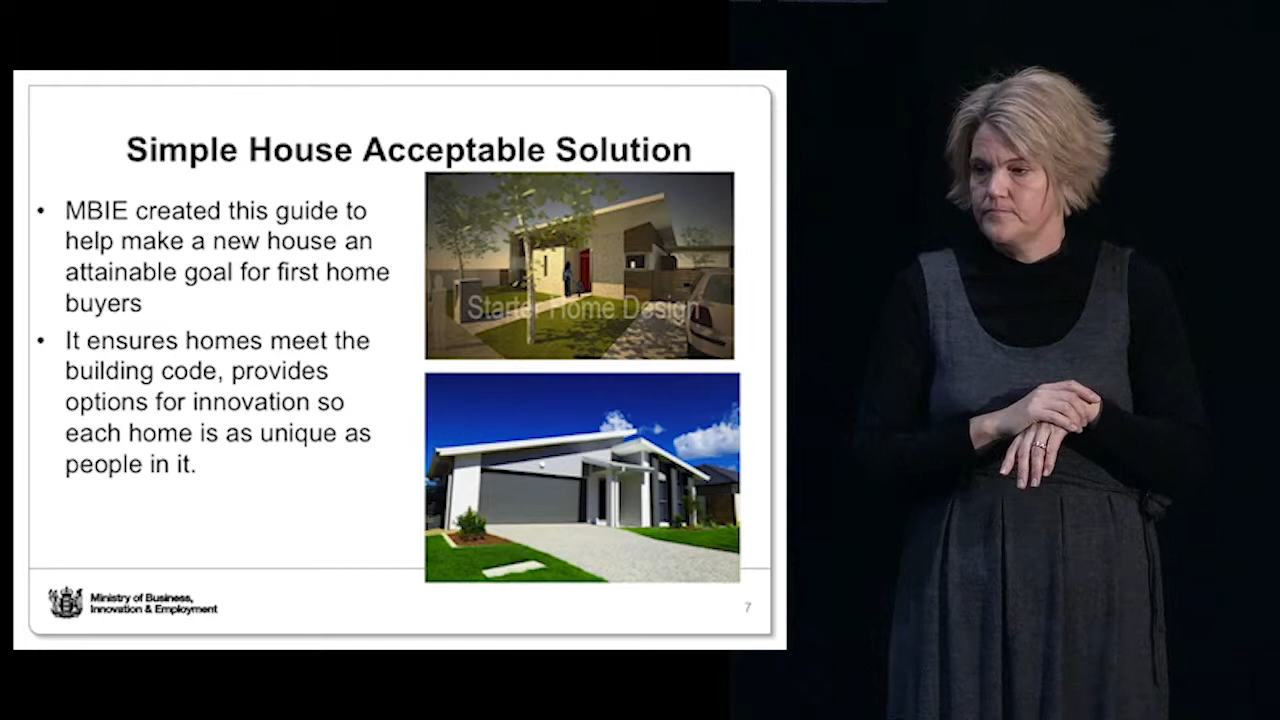 Simple House Acceptable Solution
• MBIE created this guide to
help make a new house an
attainable goal for first home
buyers
• It ensures homes meet the
building code, provides
options for innovation so
each home is as unique as
people in it.
Starter Home Design
Ministry of Business,
Innovation & Employment
7